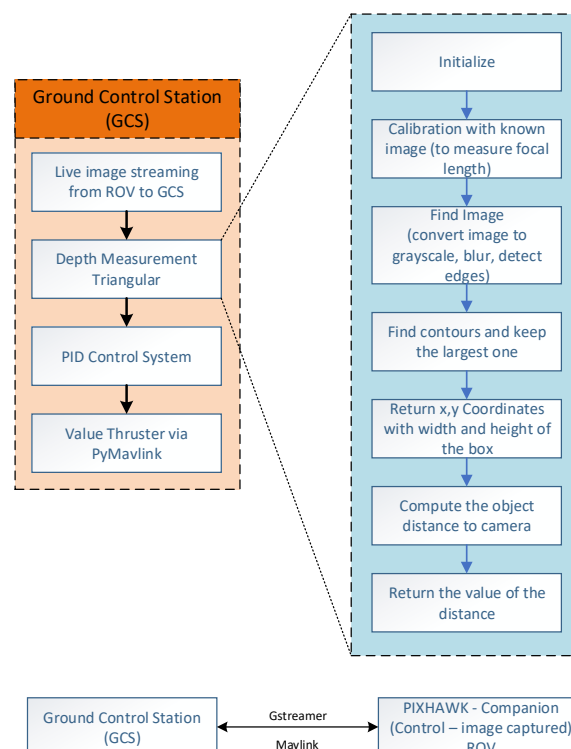 Ground Control Station
(GCS)
Live image streaming
from ROV to GCS
Depth Measurement
Triangular
PID Control System
Value Thruster via
PyMavlink
Initialize
Calibration with known
image (to measure focal
length)
Find Image
(convert image to
grayscale, blur, detect
edges)
Find contours and keep
the largest one
Return x,y Coordinates
with width and height of
the box
Compute the object
distance to camera
Return the value of the
distance
Ground Control Station
(GCS)
Gstreamer
Mavlink
PIXHAWK - Companion
(Control – image captured)
ROV